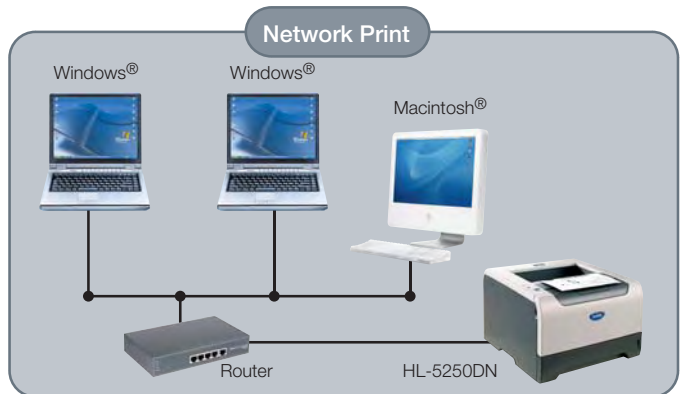 Network Print
Windows®
Windows®
Macintosh®
Router
HL-5250DN